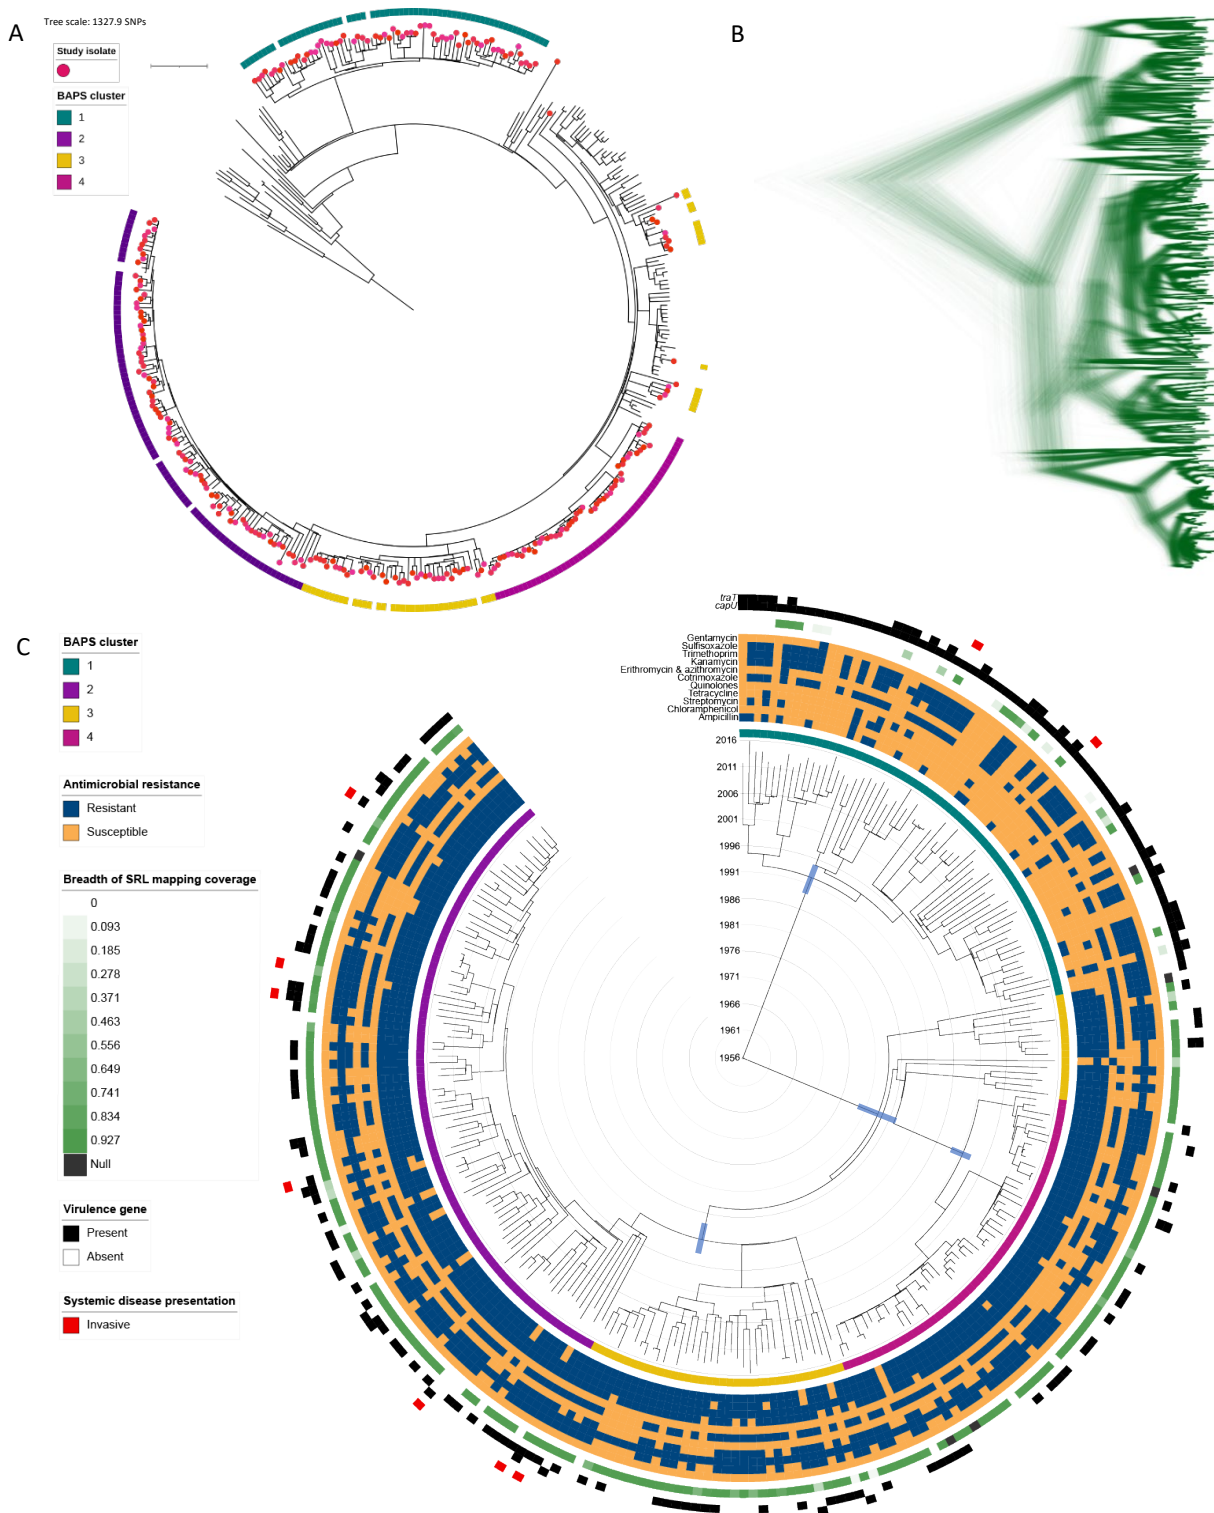 A
Tree scale: 1327.9 SNPs
Study isolate
BAPS cluster
1
2
3
4
B
C
BAPS cluster
1
2
3
4
Antimicrobial resistance
Resistant
Susceptible
Breadth of SRL mapping coverage
0
0.093
0.185
0.278
0.371
0.463
0.556
0.649
0.741
0.834
0.927
Null
Virulence gene
Present
Absent
Systemic disease presentation
Invasive
traT
capU
Gentamycin
Sulfisoxazole
Trimethoprim
Kanamycin
Erithromycin & azithromycin
Cotrimoxazole
Quinolones
Tetracycline
Streptomycin
Chloramphenicol
Ampicillin
2016
2011
2006
2001
1996
1991
1986
1981
1976
1971
1966
1961
1956